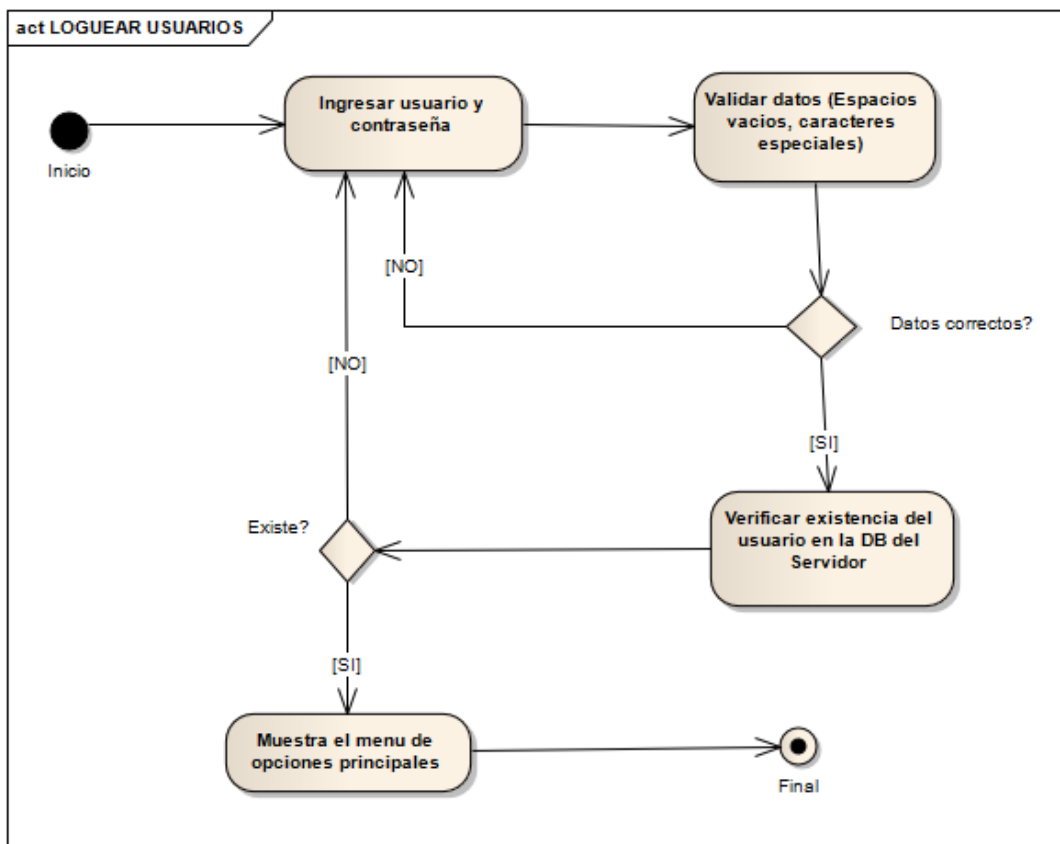 act LOGUEAR USUARIOS
Ingresar usuario y
contraseña
Validar datos (Espacios
vacios, caracteres
especiales)
Inicio
[NO]
Datos correctos?
[NO]
[SI]
Verificar existencia del
usuario en la DB del
Servidor
Existe?
[SI]
Muestra el menu de
opciones principales
Final